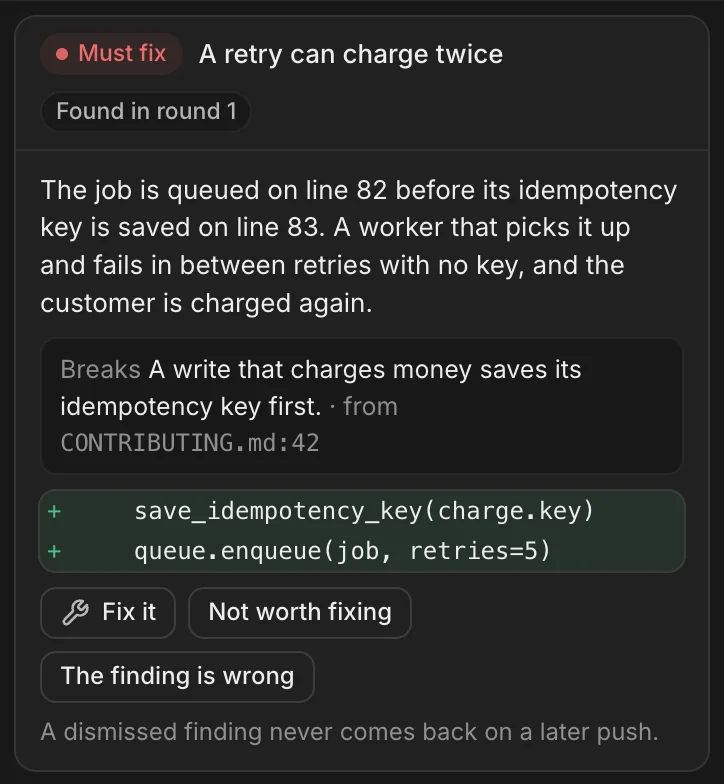 Must fix A retry can charge twice
Found in round 1
The job is queued on line 82 before its idempotency
key is saved on line 83. A worker that picks it up
and fails in between retries with no key, and the
customer is charged again.
Breaks A write that charges money saves its
idempotency key first. · from
CONTRIBUTING.md:42
+ save_idempotency_key(charge.key)
+ queue.enqueue(job, retries=5)
Fix it Not worth fixing
The finding is wrong
A dismissed finding never comes back on a later push.